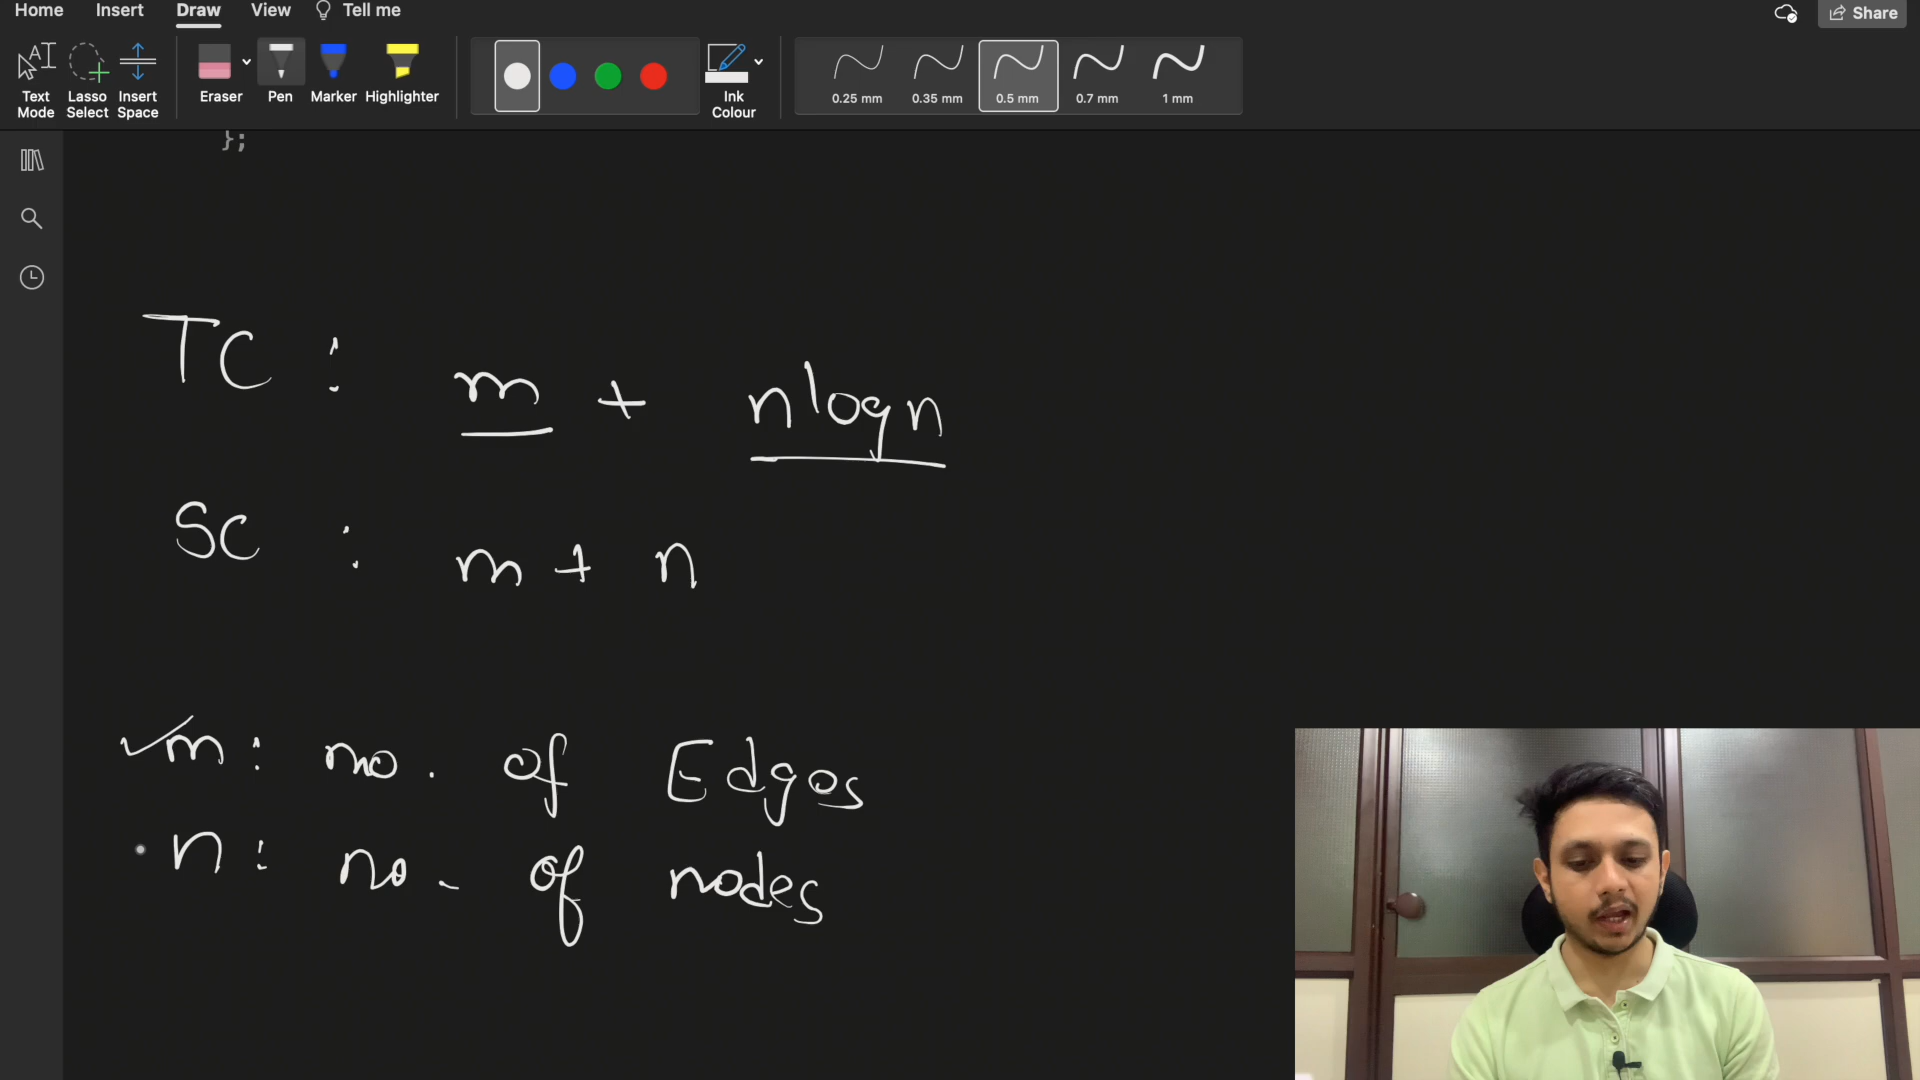 Home Insert Draw View Tell me Share
Text Mode Lasso Select Insert Space Eraser Pen Marker Highlighter Ink Colour 0.25 mm 0.35 mm 0.5 mm 0.7 mm 1 mm
};
TC : m + nlogn
SC : m + n
m : no. of Edges
n : no. of nodes